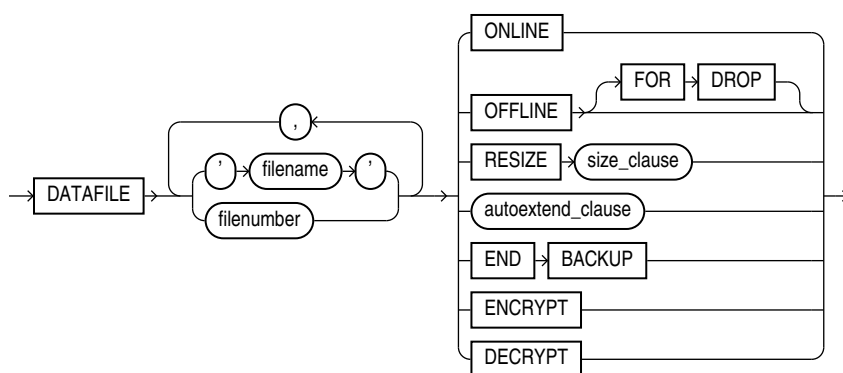 ONLINE
FOR DROP
OFFLINE
,
' filename '
RESIZE size_clause
DATAFILE
filenumber
autoextend_clause
END BACKUP
ENCRYPT
DECRYPT